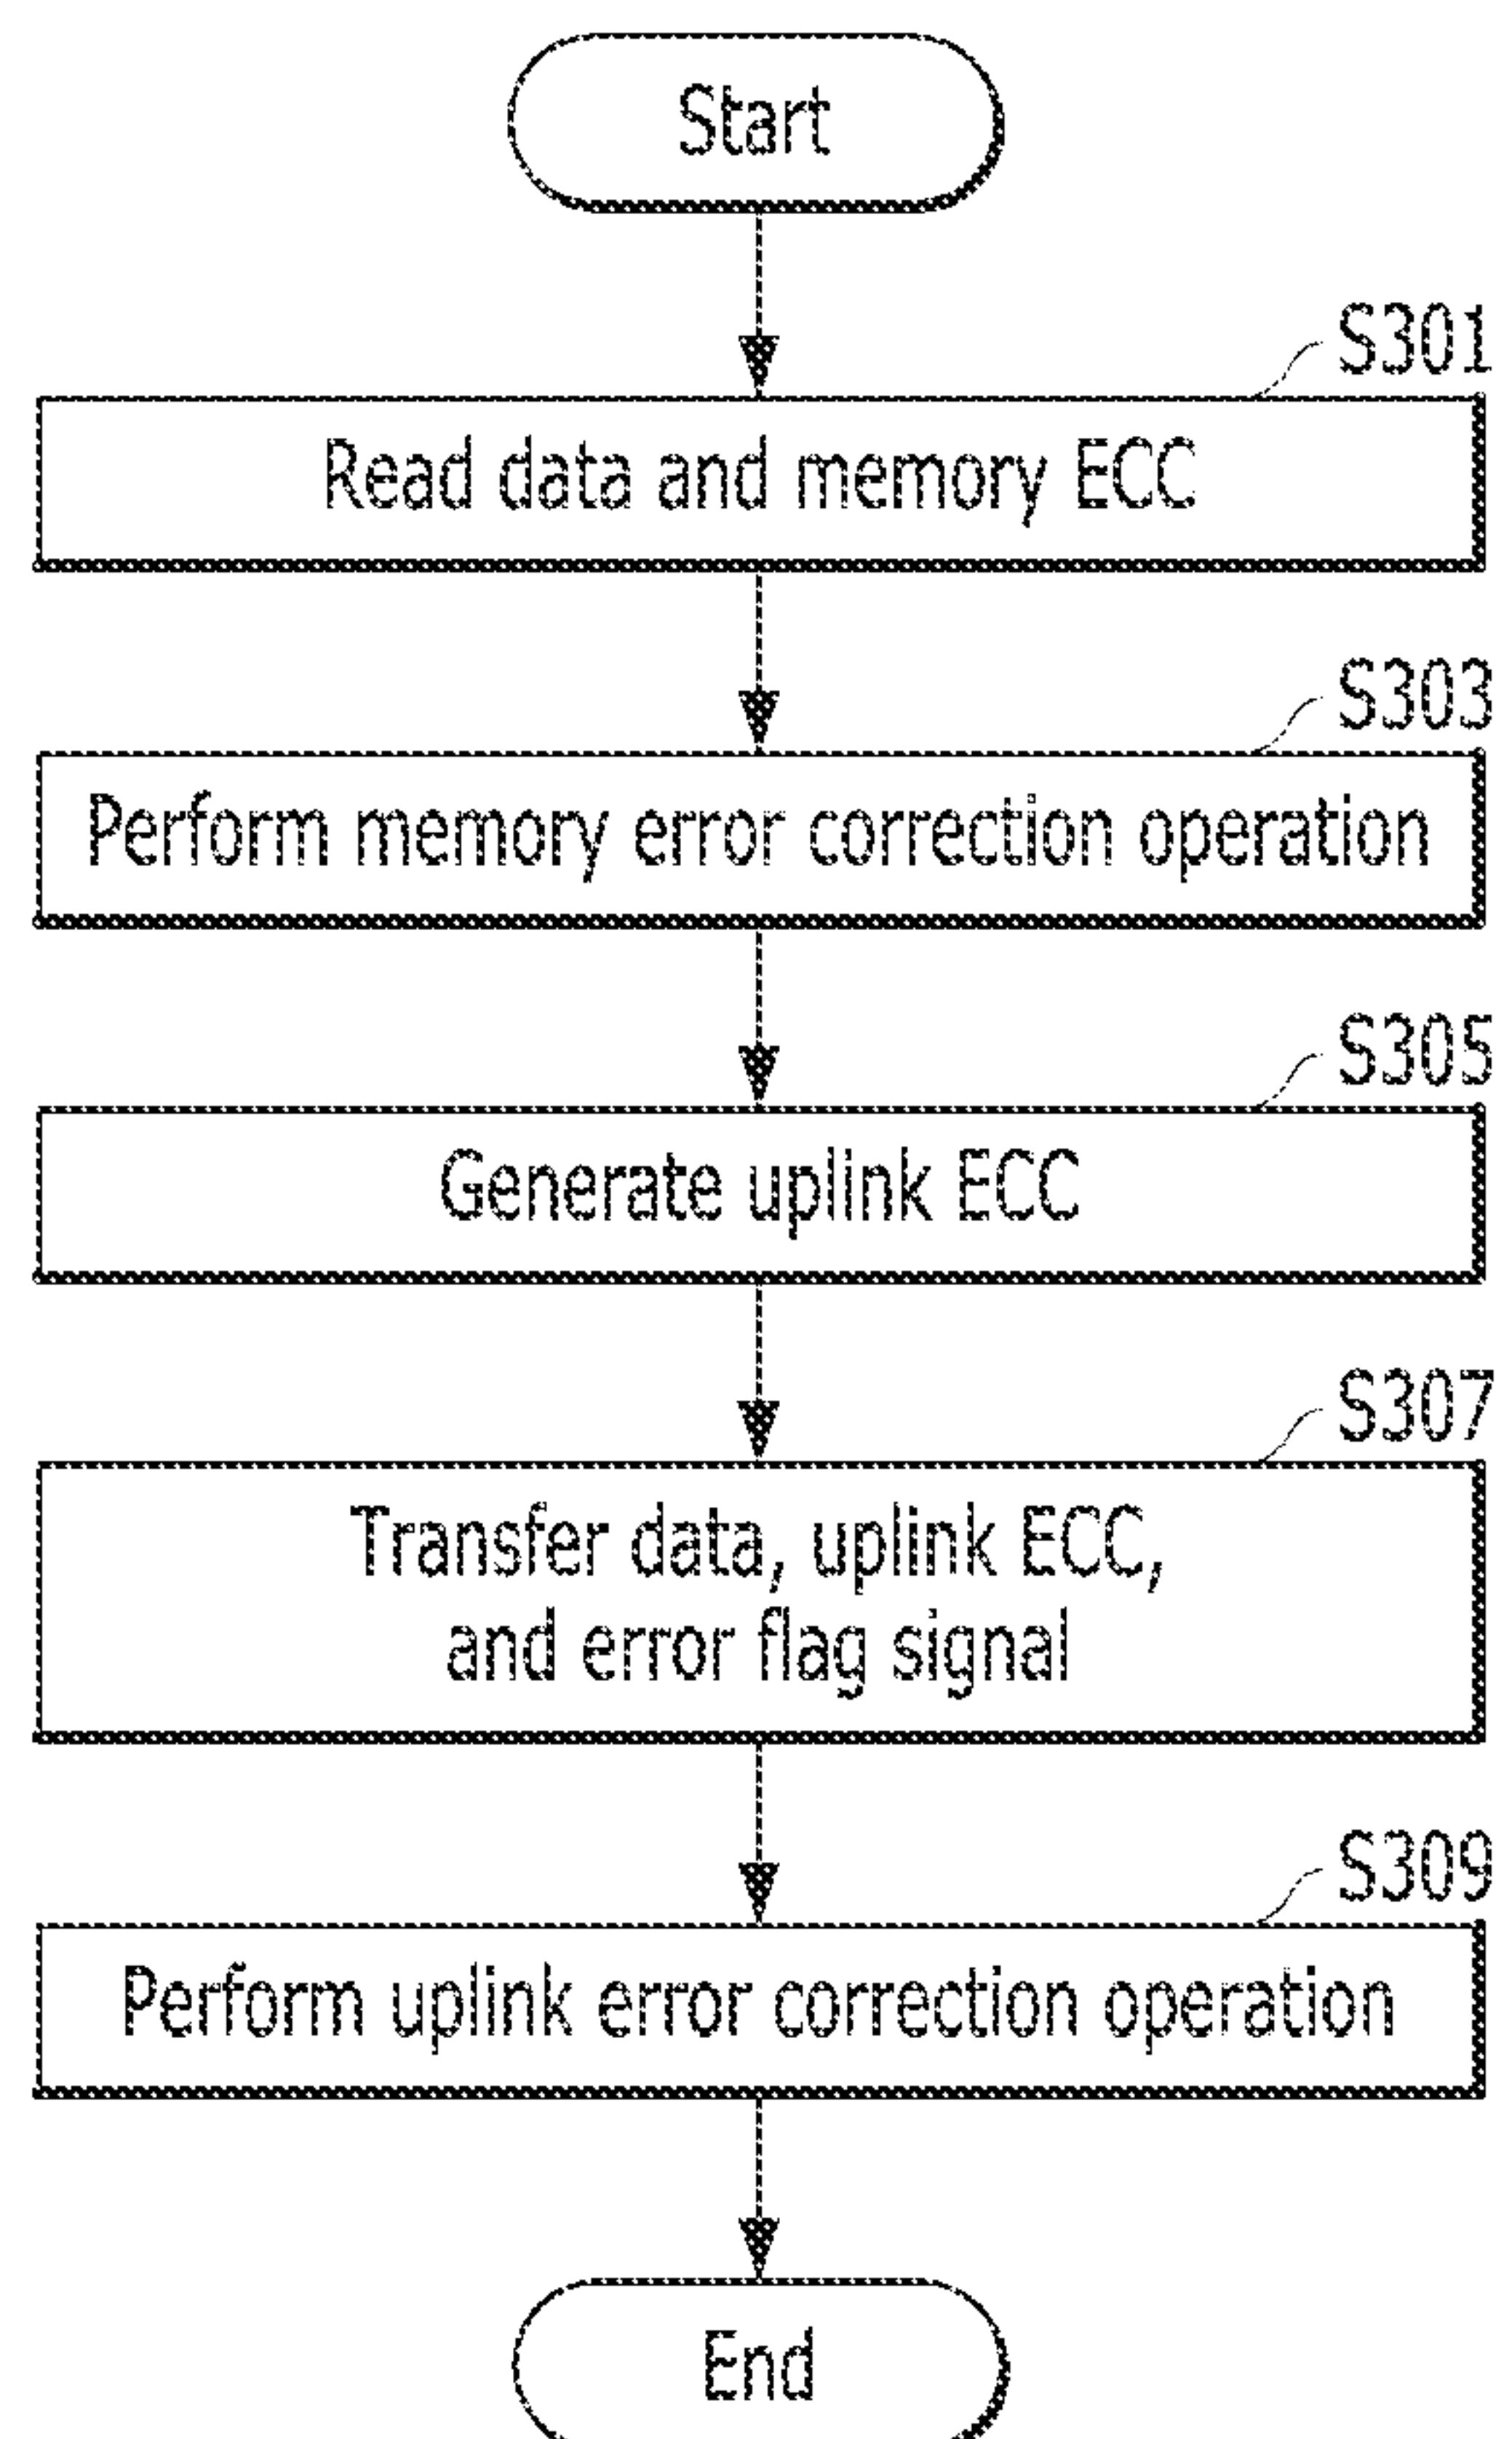 Start
S301
Read data and memory ECC
S303
Perform memory error correction operation
S305
Generate uplink ECC
S307
Transfer data, uplink ECC,
and error flag signal
S309
Perform uplink error correction operation
End